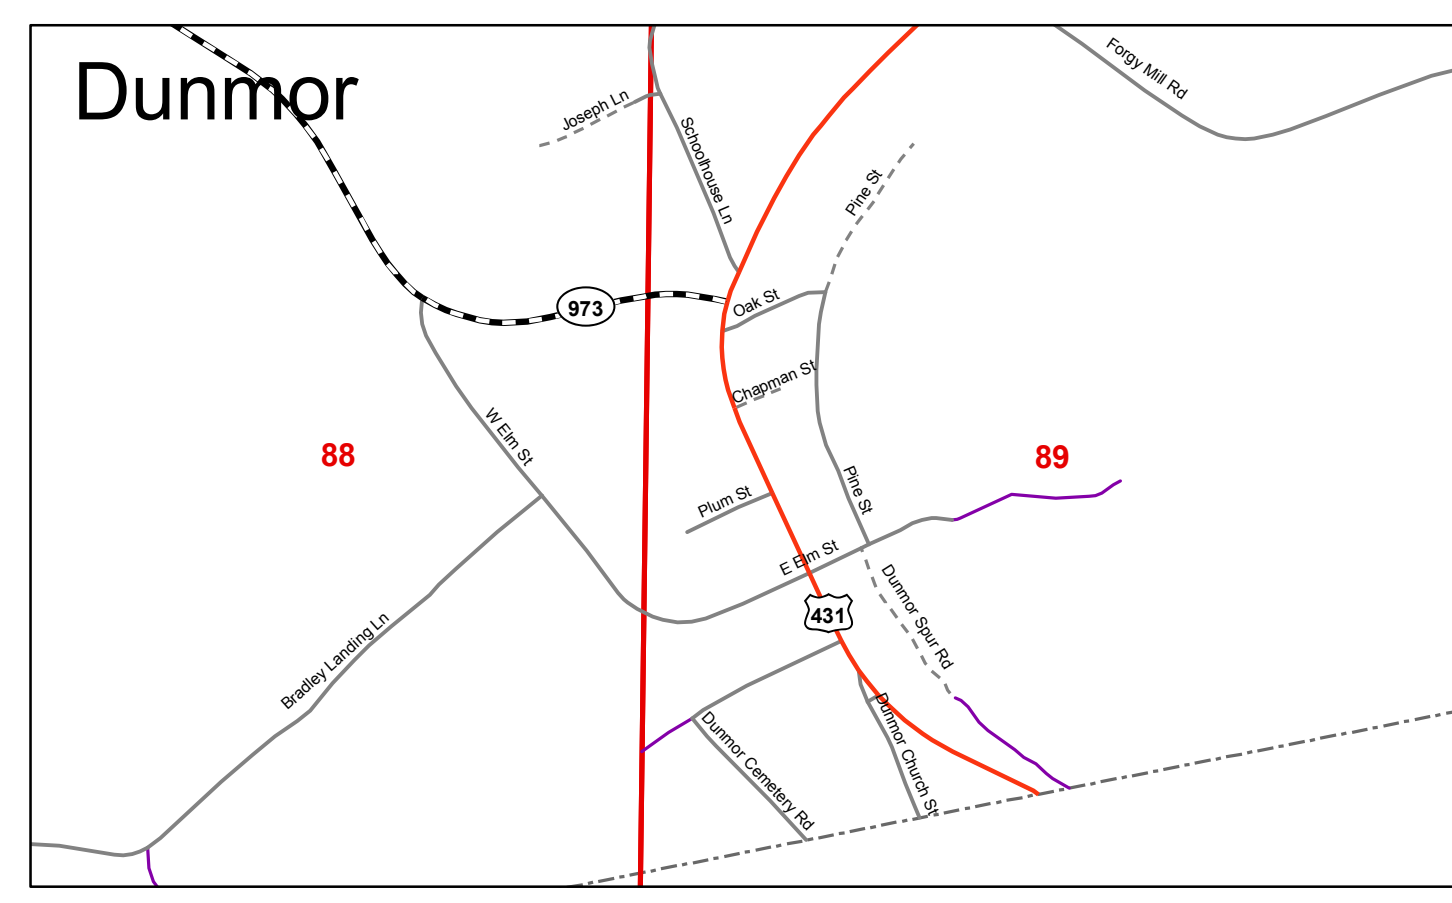 Dunmor
Forgy Mill Rd
Joseph Ln
Schoolhouse Ln
Pine St
973
Oak St
Chapman St
W Elm St
88
89
Plum St
Pine St
E Elm St
431
Dunmor Spur Rd
Bradley Landing Ln
Dunmor Cemetery Rd
Dunmor Church St